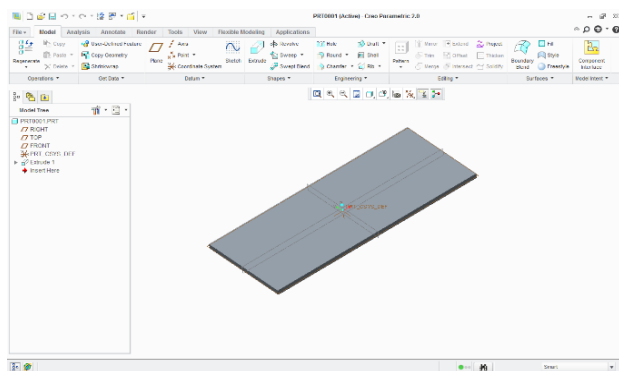 PRT0001 (Active) - Creo Parametric 2.0
File Model Analysis Annotate Render Tools View Flexible Modeling Applications
Regenerate
Copy
Paste
Delete
User-Defined Feature
Copy Geometry
Shrinkwrap
Plane
Axis
Point
Coordinate System
Sketch
Extrude
Revolve
Sweep
Swept Blend
Hole
Round
Chamfer
Draft
Shell
Rib
Pattern
Mirror
Trim
Merge
Extend
Offset
Intersect
Project
Thicken
Solidify
Boundary
Blend
Fill
Style
Freestyle
Component
Interface
Operations Get Data Datum Shapes Engineering Editing Surfaces Model Intent
Model Tree
PRT0001.PRT
RIGHT
TOP
FRONT
PRT_CSYS_DEF
Extrude 1
Insert Here
Smart